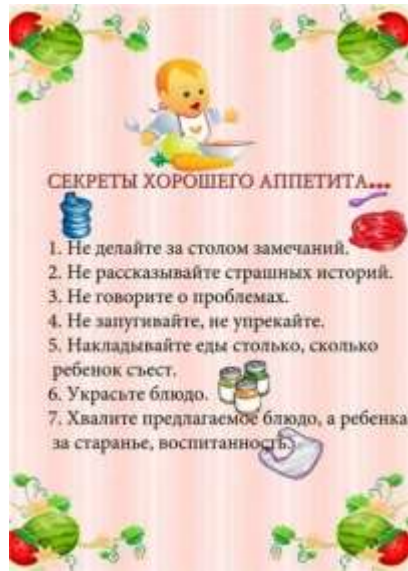 СЕКРЕТЫ ХОРОШЕГО АППЕТИТА...
1. Не делайте за столом замечаний.
2. Не рассказывайте страшных историй.
3. Не говорите о проблемах.
4. Не запугивайте, не упрекайте.
5. Накладывайте еды столько, сколько
ребенок съест.
6. Украсьте блюдо.
7. Хвалите предлагаемое блюдо, а ребенка
за старанье, воспитанность.